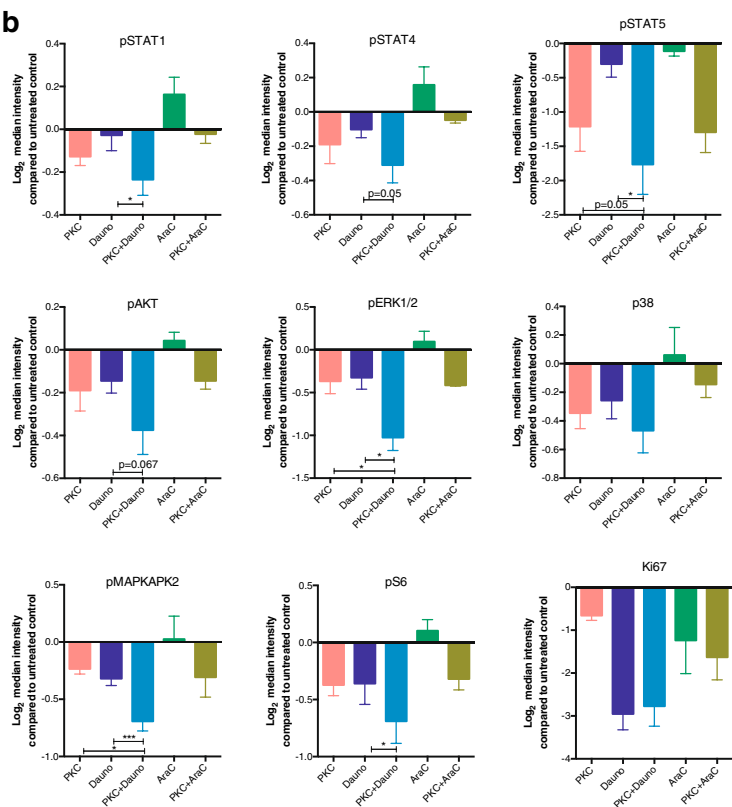 b
pSTAT1
Log2 median intensity
compared to untreated control
0.4
0.2
0.0
-0.2
-0.4
*
PKC
Dauno
PKC+Dauno
AraC
PKC+AraC
pSTAT4
Log2 median intensity
compared to untreated control
0.4
0.2
0.0
-0.2
-0.4
-0.6
p=0.05
PKC
Dauno
PKC+Dauno
AraC
PKC+AraC
pSTAT5
Log2 median intensity
compared to untreated control
0.0
-0.5
-1.0
-1.5
-2.0
-2.5
*
p=0.05
PKC
Dauno
PKC+Dauno
AraC
PKC+AraC
pAKT
Log2 median intensity
compared to untreated control
0.2
0.0
-0.2
-0.4
-0.6
p=0.067
PKC
Dauno
PKC+Dauno
AraC
PKC+AraC
pERK1/2
Log2 median intensity
compared to untreated control
0.5
0.0
-0.5
-1.0
-1.5
*
*
PKC
Dauno
PKC+Dauno
AraC
PKC+AraC
p38
Log2 median intensity
compared to untreated control
0.4
0.2
0.0
-0.2
-0.4
-0.6
-0.8
PKC
Dauno
PKC+Dauno
AraC
PKC+AraC
pMAPKAPK2
Log2 median intensity
compared to untreated control
0.5
0.0
-0.5
-1.0
***
*
PKC
Dauno
PKC+Dauno
AraC
PKC+AraC
pS6
Log2 median intensity
compared to untreated control
0.5
0.0
-0.5
-1.0
*
PKC
Dauno
PKC+Dauno
AraC
PKC+AraC
Ki67
Log2 median intensity
compared to untreated control
0
-1
-2
-3
-4
PKC
Dauno
PKC+Dauno
AraC
PKC+AraC